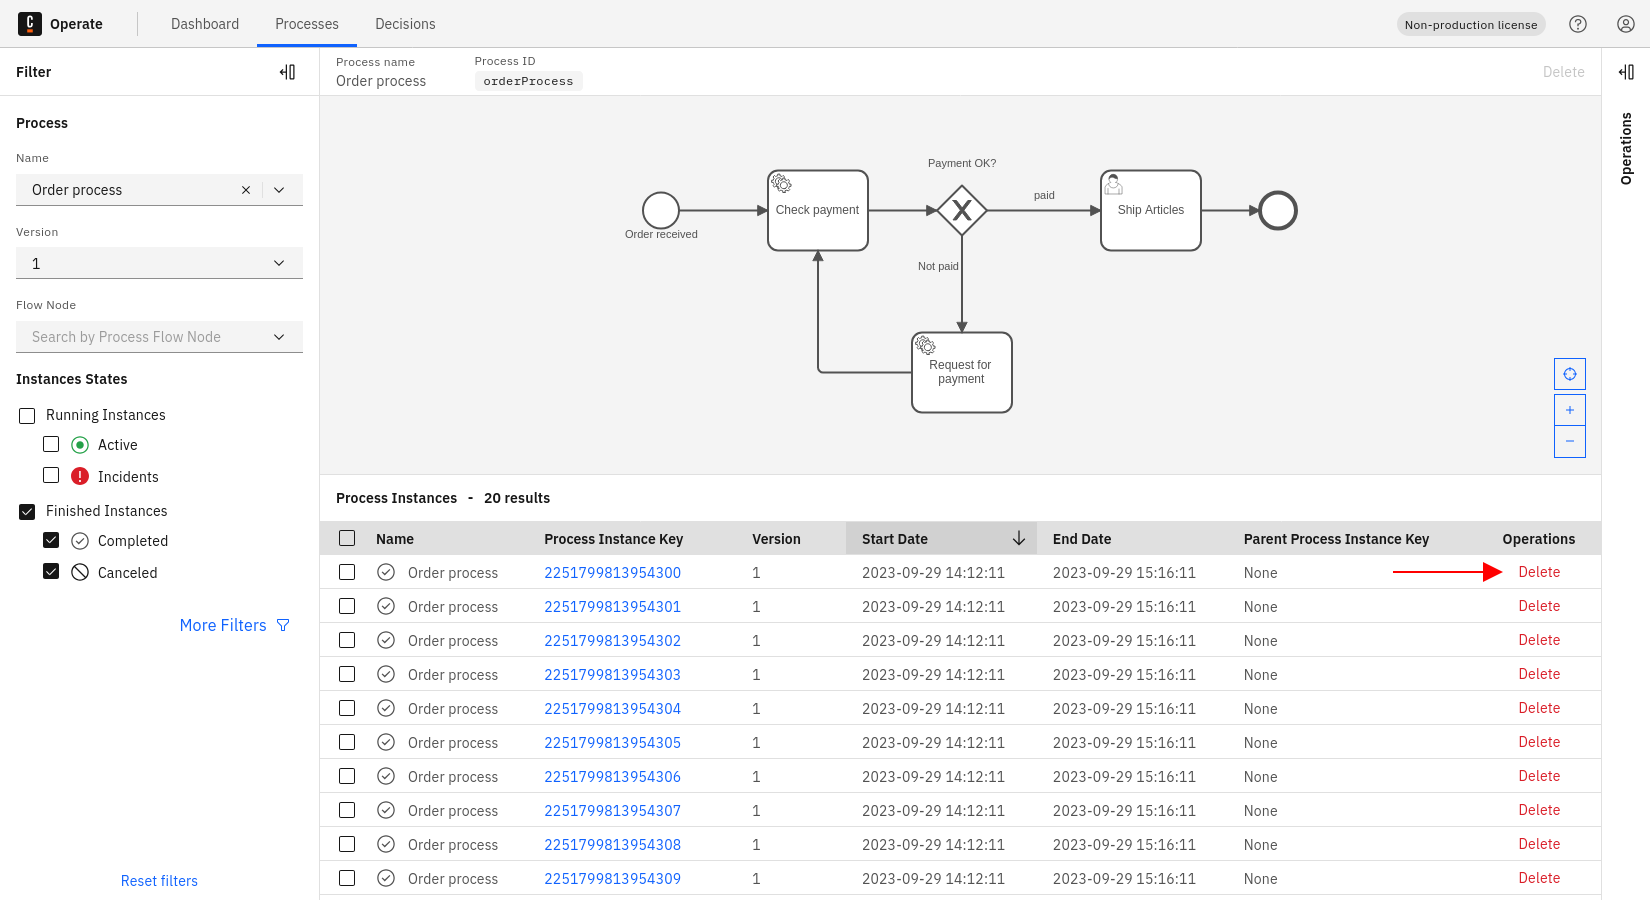 Operate
Dashboard
Processes
Decisions
Non-production license
Filter
Process
Name
Order process
Version
1
Flow Node
Search by Process Flow Node
Instances States
Running Instances
Active
Incidents
Finished Instances
Completed
Canceled
More Filters
Reset filters
Process name
Order process
Process ID
orderProcess
Delete
Operations
Order received
Check payment
Payment OK?
paid
Not paid
Ship Articles
Request for
payment
Process Instances - 20 results
Name Process Instance Key Version Start Date End Date Parent Process Instance Key Operations
Order process 2251799813954300 1 2023-09-29 14:12:11 2023-09-29 15:16:11 None Delete
Order process 2251799813954301 1 2023-09-29 14:12:11 2023-09-29 15:16:11 None Delete
Order process 2251799813954302 1 2023-09-29 14:12:11 2023-09-29 15:16:11 None Delete
Order process 2251799813954303 1 2023-09-29 14:12:11 2023-09-29 15:16:11 None Delete
Order process 2251799813954304 1 2023-09-29 14:12:11 2023-09-29 15:16:11 None Delete
Order process 2251799813954305 1 2023-09-29 14:12:11 2023-09-29 15:16:11 None Delete
Order process 2251799813954306 1 2023-09-29 14:12:11 2023-09-29 15:16:11 None Delete
Order process 2251799813954307 1 2023-09-29 14:12:11 2023-09-29 15:16:11 None Delete
Order process 2251799813954308 1 2023-09-29 14:12:11 2023-09-29 15:16:11 None Delete
Order process 2251799813954309 1 2023-09-29 14:12:11 2023-09-29 15:16:11 None Delete